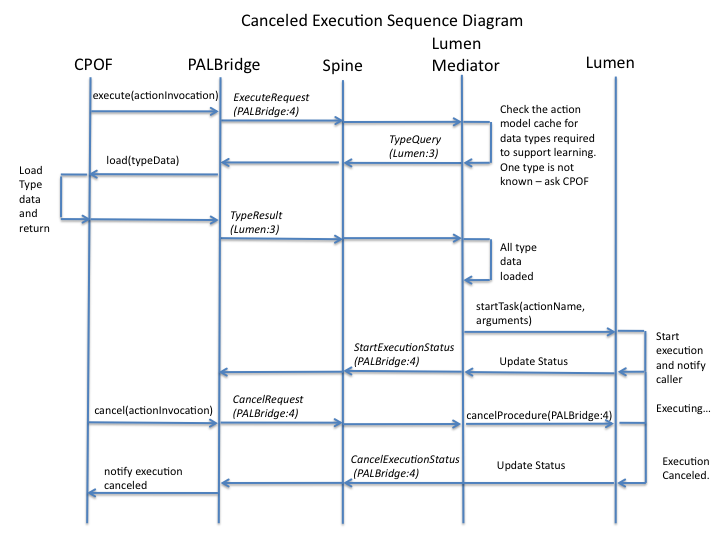 Canceled Execution Sequence Diagram
CPOF
PALBridge
Spine
Lumen
Mediator
Lumen
execute(actionInvocation)
ExecuteRequest
(PALBridge:4)
Check the action
model cache for
data types required
to support learning.
One type is not
known – ask CPOF
TypeQuery
(Lumen:3)
load(typeData)
Load
Type
data
and
return
TypeResult
(Lumen:3)
All type
data
loaded
startTask(actionName,
arguments)
Start
execution
and notify
caller
StartExecutionStatus
(PALBridge:4)
Update Status
Executing...
cancel(actionInvocation)
CancelRequest
(PALBridge:4)
cancelProcedure(PALBridge:4)
CancelExecutionStatus
(PALBridge:4)
Update Status
Execution
Canceled.
notify execution
canceled